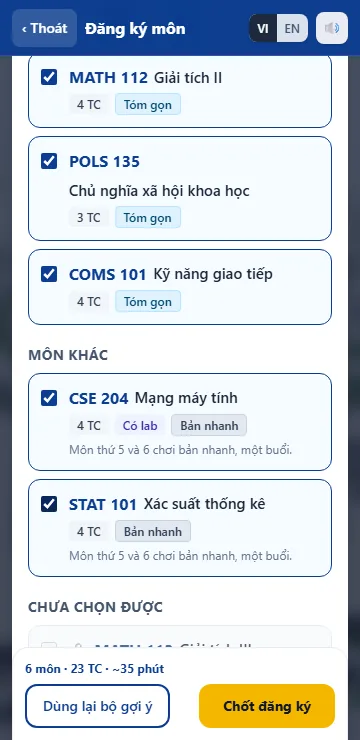 ‹ Thoát Đăng ký môn VI EN
MATH 112 Giải tích II
4 TC Tóm gọn
POLS 135
Chủ nghĩa xã hội khoa học
3 TC Tóm gọn
COMS 101 Kỹ năng giao tiếp
4 TC Tóm gọn
MÔN KHÁC
CSE 204 Mạng máy tính
4 TC Có lab Bản nhanh
Môn thứ 5 và 6 chơi bản nhanh, một buổi.
STAT 101 Xác suất thống kê
4 TC Bản nhanh
Môn thứ 5 và 6 chơi bản nhanh, một buổi.
CHƯA CHỌN ĐƯỢC
6 môn · 23 TC · ~35 phút
Dùng lại bộ gợi ý Chốt đăng ký